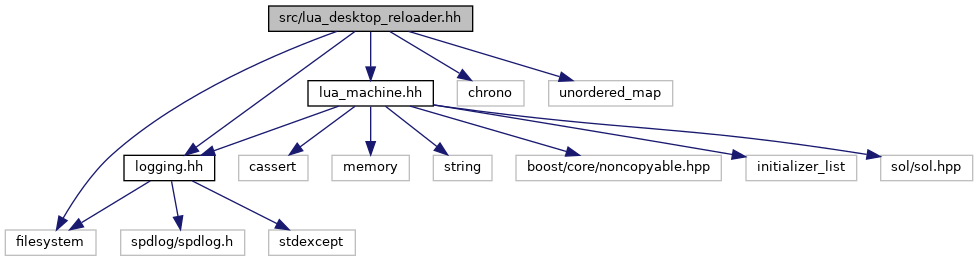 src/lua_desktop_reloader.hh
lua_machine.hh
chrono
unordered_map
logging.hh
cassert
memory
string
boost/core/noncopyable.hpp
initializer_list
sol/sol.hpp
filesystem
spdlog/spdlog.h
stdexcept